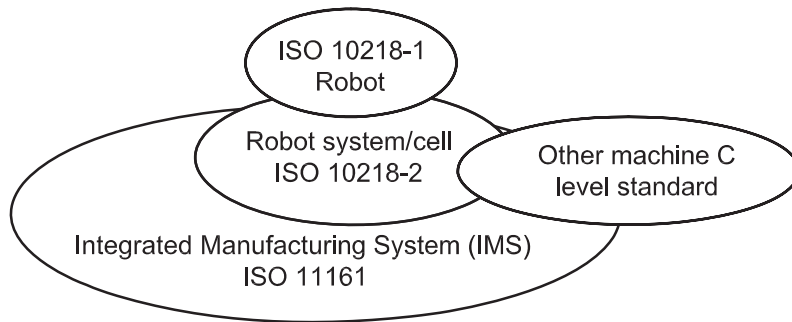 ISO 10218-1
Robot
Robot system/cell
ISO 10218-2
Other machine C
level standard
Integrated Manufacturing System (IMS)
ISO 11161